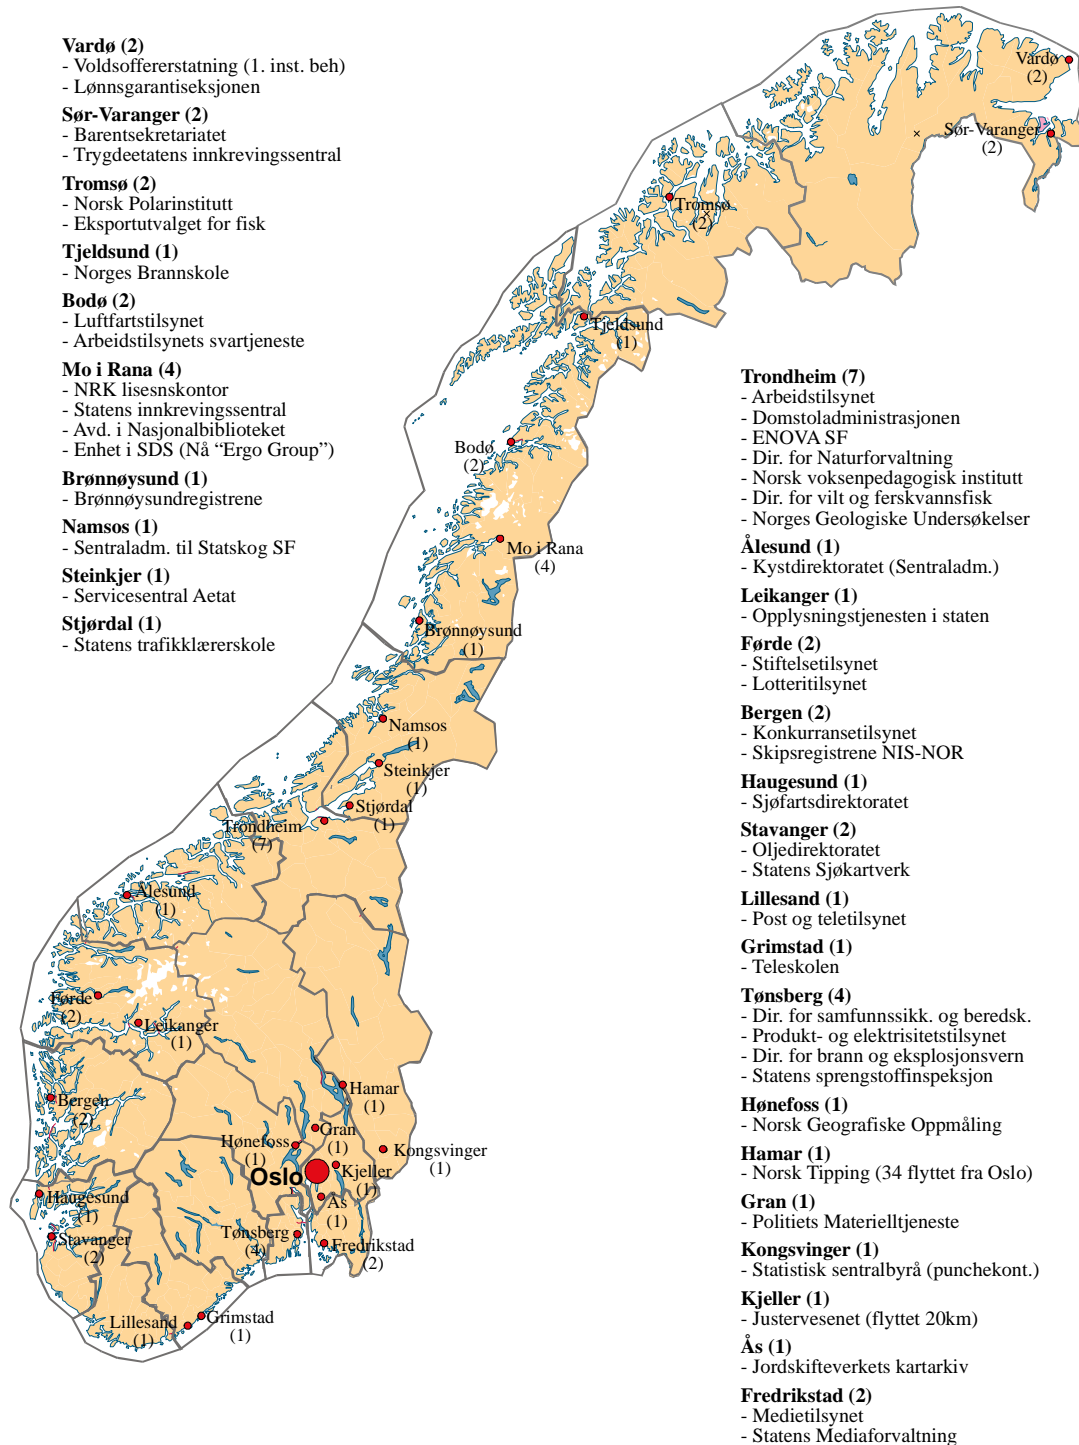 Vardø (2)
- Voldsoffererstatning (1. inst. beh)
- Lønnsgarantiseksjonen
Sør-Varanger (2)
- Barentsekretariatet
- Trygdeetatens innkrevingssentral
Tromsø (2)
- Norsk Polarinstitutt
- Eksportutvalget for fisk
Tjeldsund (1)
- Norges Brannskole
Bodø (2)
- Luftfartstilsynet
- Arbeidstilsynets svartjeneste
Mo i Rana (4)
- NRK lisesnskontor
- Statens innkrevingssentral
- Avd. i Nasjonalbiblioteket
- Enhet i SDS (Nå “Ergo Group”)
Brønnøysund (1)
- Brønnøysundregistrene
Namsos (1)
- Sentraladm. til Statskog SF
Steinkjer (1)
- Servicesentral Aetat
Stjørdal (1)
- Statens trafikklærerskole
Vardø
(2)
Sør-Varanger
(2)
Tromsø
(2)
Tjeldsund
(1)
Bodø
(2)
Mo i Rana
(4)
Brønnøysund
(1)
Namsos
(1)
Steinkjer
(1)
Stjørdal
(1)
Trondheim
(7)
Ålesund
(1)
Førde
(2)
Leikanger
(1)
Bergen
(2)
Hamar
(1)
Gran
(1)
Hønefoss
(1)
Kongsvinger
(1)
Oslo
Kjeller
(1)
Ås
(1)
Haugesund
(1)
Stavanger
(2)
Tønsberg
(4)
Fredrikstad
(2)
Grimstad
(1)
Lillesand
(1)
Trondheim (7)
- Arbeidstilsynet
- Domstoladministrasjonen
- ENOVA SF
- Dir. for Naturforvaltning
- Norsk voksenpedagogisk institutt
- Dir. for vilt og ferskvannsfisk
- Norges Geologiske Undersøkelser
Ålesund (1)
- Kystdirektoratet (Sentraladm.)
Leikanger (1)
- Opplysningstjenesten i staten
Førde (2)
- Stiftelsetilsynet
- Lotteritilsynet
Bergen (2)
- Konkurransetilsynet
- Skipsregistrene NIS-NOR
Haugesund (1)
- Sjøfartsdirektoratet
Stavanger (2)
- Oljedirektoratet
- Statens Sjøkartverk
Lillesand (1)
- Post og teletilsynet
Grimstad (1)
- Teleskolen
Tønsberg (4)
- Dir. for samfunnssikk. og beredsk.
- Produkt- og elektrisitetstilsynet
- Dir. for brann og eksplosjonsvern
- Statens sprengstoffinspeksjon
Hønefoss (1)
- Norsk Geografiske Oppmåling
Hamar (1)
- Norsk Tipping (34 flyttet fra Oslo)
Gran (1)
- Politiets Materielltjeneste
Kongsvinger (1)
- Statistisk sentralbyrå (punchekont.)
Kjeller (1)
- Justervesenet (flyttet 20km)
Ås (1)
- Jordskifteverkets kartarkiv
Fredrikstad (2)
- Medietilsynet
- Statens Mediaforvaltning